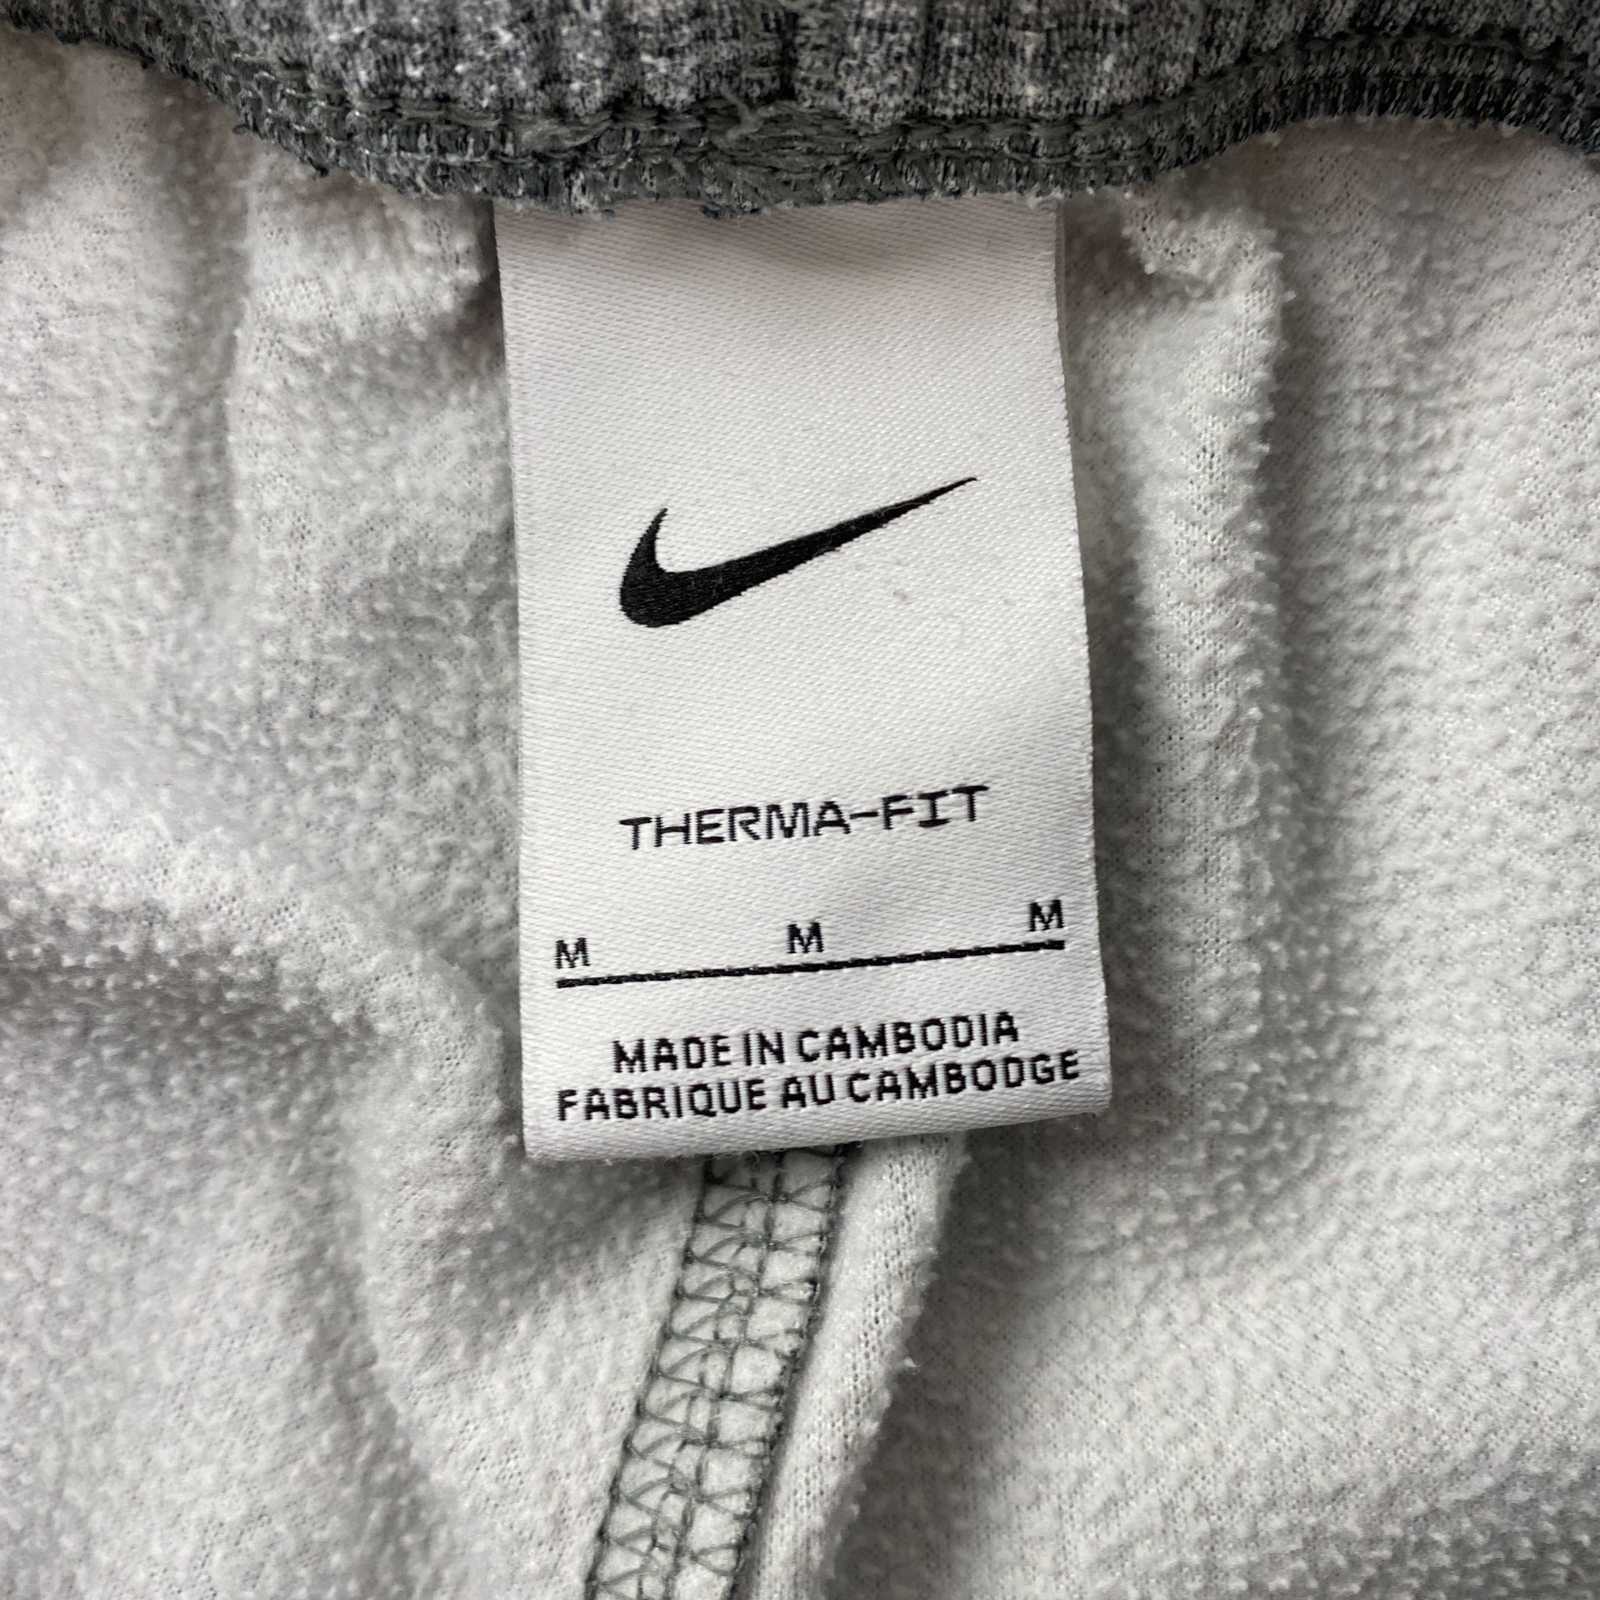 THERMA-FIT
M M M
MADE IN CAMBODIA
FABRIQUE AU CAMBODGE